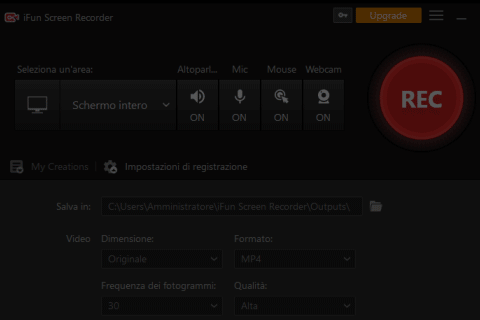 iFun Screen Recorder
Upgrade
Seleziona un'area: Altoparl... Mic Mouse Webcam
Schermo intero
ON ON ON ON
REC
My Creations Impostazioni di registrazione
Salva in: C:\Users\Amministratore\iFun Screen Recorder\Outputs\
Video Dimensione: Formato:
Originale MP4
Frequenza dei fotogrammi: Qualità:
30 Alta